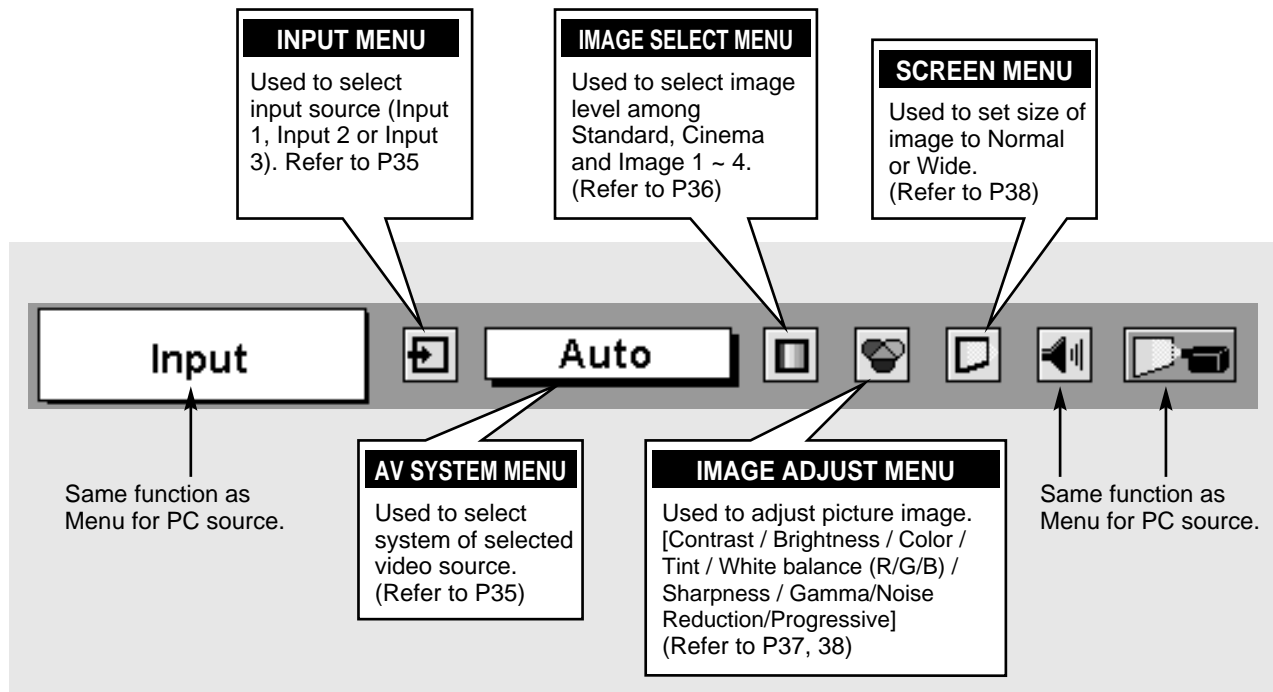 INPUT MENU
Used to select
input source (Input
1, Input 2 or Input
3). Refer to P35
IMAGE SELECT MENU
Used to select image
level among
Standard, Cinema
and Image 1 ~ 4.
(Refer to P36)
SCREEN MENU
Used to set size of
image to Normal
or Wide.
(Refer to P38)
Input
Auto
Same function as
Menu for PC source.
AV SYSTEM MENU
Used to select
system of selected
video source.
(Refer to P35)
IMAGE ADJUST MENU
Used to adjust picture image.
[Contrast / Brightness / Color /
Tint / White balance (R/G/B) /
Sharpness / Gamma/Noise
Reduction/Progressive]
(Refer to P37, 38)
Same function as
Menu for PC source.